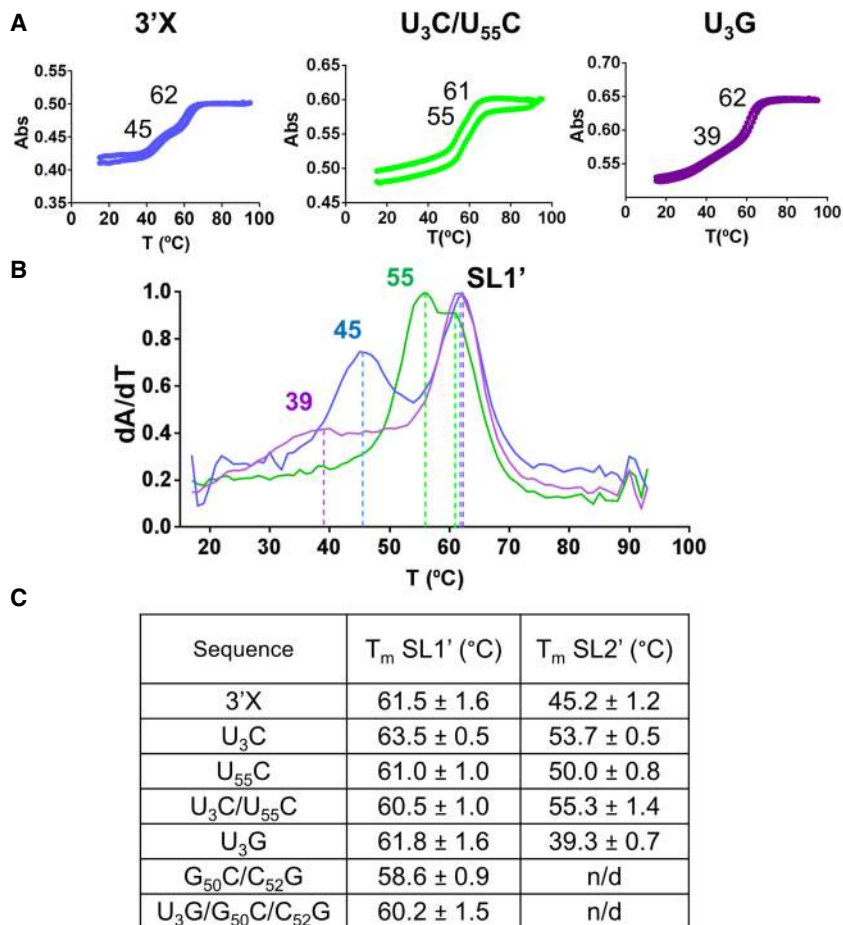 A
3'X
U₃C/U₅₅C
U₃G
0.55
0.50
0.45
0.40
0.35
Abs
62
45
0 20 40 60 80 100
T (ºC)
0.65
0.60
0.55
0.50
0.45
Abs
61
55
0 20 40 60 80 100
T(ºC)
0.70
0.65
0.60
0.55
Abs
62
39
0 20 40 60 80 100
T(ºC)
B
55
SL1'
45
39
1.0
0.8
0.6
0.4
0.2
0.0
dA/dT
20 30 40 50 60 70 80 90 100
T (ºC)
C
Sequence Tm SL1' (°C) Tm SL2' (°C)
3'X 61.5 ± 1.6 45.2 ± 1.2
U₃C 63.5 ± 0.5 53.7 ± 0.5
U₅₅C 61.0 ± 1.0 50.0 ± 0.8
U₃C/U₅₅C 60.5 ± 1.0 55.3 ± 1.4
U₃G 61.8 ± 1.6 39.3 ± 0.7
G₅₀C/C₅₂G 58.6 ± 0.9 n/d
U₃G/G₅₀C/C₅₂G 60.2 ± 1.5 n/d